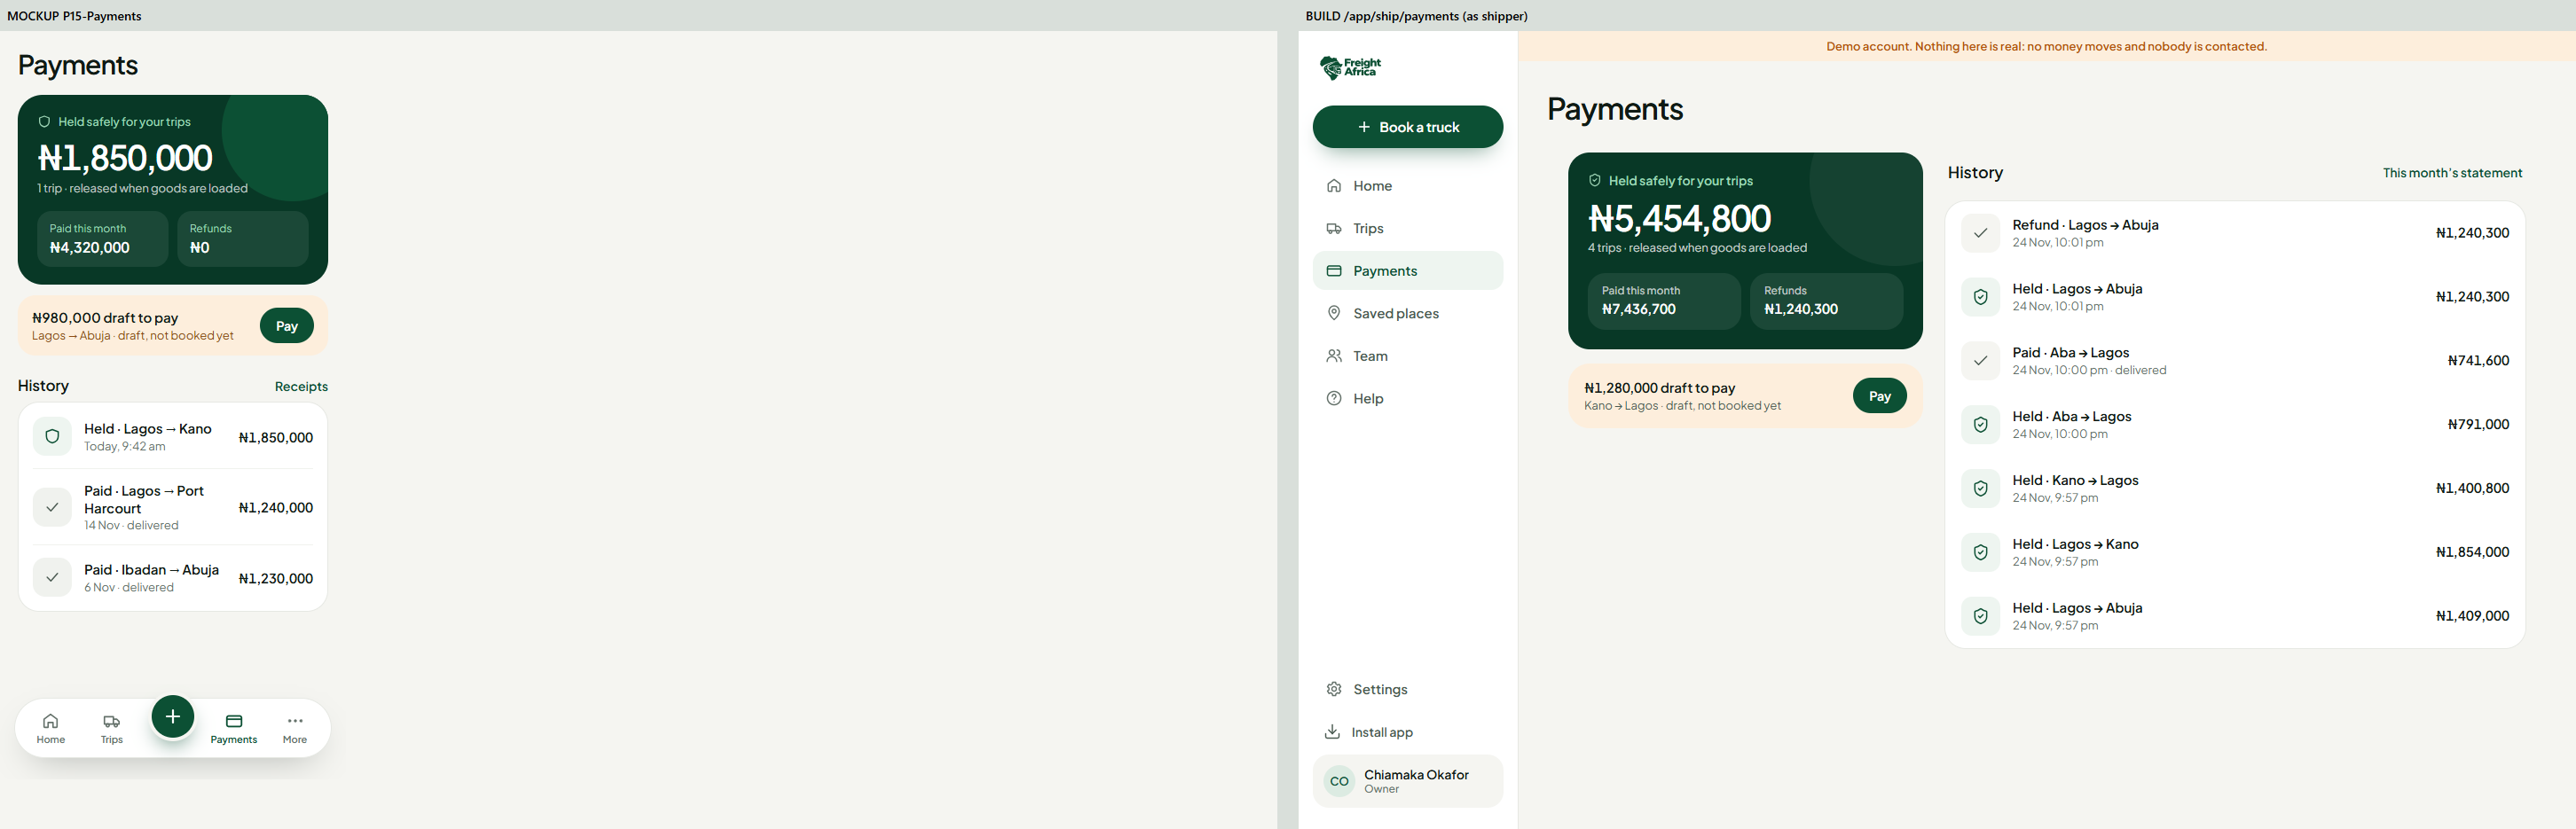 MOCKUP P15-Payments
Payments
Held safely for your trips
₦1,850,000
1 trip · released when goods are loaded
Paid this month
₦4,320,000
Refunds
₦0
₦980,000 draft to pay
Lagos → Abuja · draft, not booked yet
Pay
History
Receipts
Held · Lagos → Kano
Today, 9:42 am
₦1,850,000
Paid · Lagos → Port
Harcourt
14 Nov · delivered
₦1,240,000
Paid · Ibadan → Abuja
6 Nov · delivered
₦1,230,000
Home
Trips
Payments
More
BUILD /app/ship/payments (as shipper)
Freight
Africa
Book a truck
Home
Trips
Payments
Saved places
Team
Help
Settings
Install app
CO
Chiamaka Okafor
Owner
Demo account. Nothing here is real: no money moves and nobody is contacted.
Payments
Held safely for your trips
₦5,454,800
4 trips · released when goods are loaded
Paid this month
₦7,436,700
Refunds
₦1,240,300
₦1,280,000 draft to pay
Kano → Lagos · draft, not booked yet
Pay
History
This month's statement
Refund · Lagos → Abuja
24 Nov, 10:01 pm
₦1,240,300
Held · Lagos → Abuja
24 Nov, 10:01 pm
₦1,240,300
Paid · Aba → Lagos
24 Nov, 10:00 pm · delivered
₦741,600
Held · Aba → Lagos
24 Nov, 10:00 pm
₦791,000
Held · Kano → Lagos
24 Nov, 9:57 pm
₦1,400,800
Held · Lagos → Kano
24 Nov, 9:57 pm
₦1,854,000
Held · Lagos → Abuja
24 Nov, 9:57 pm
₦1,409,000